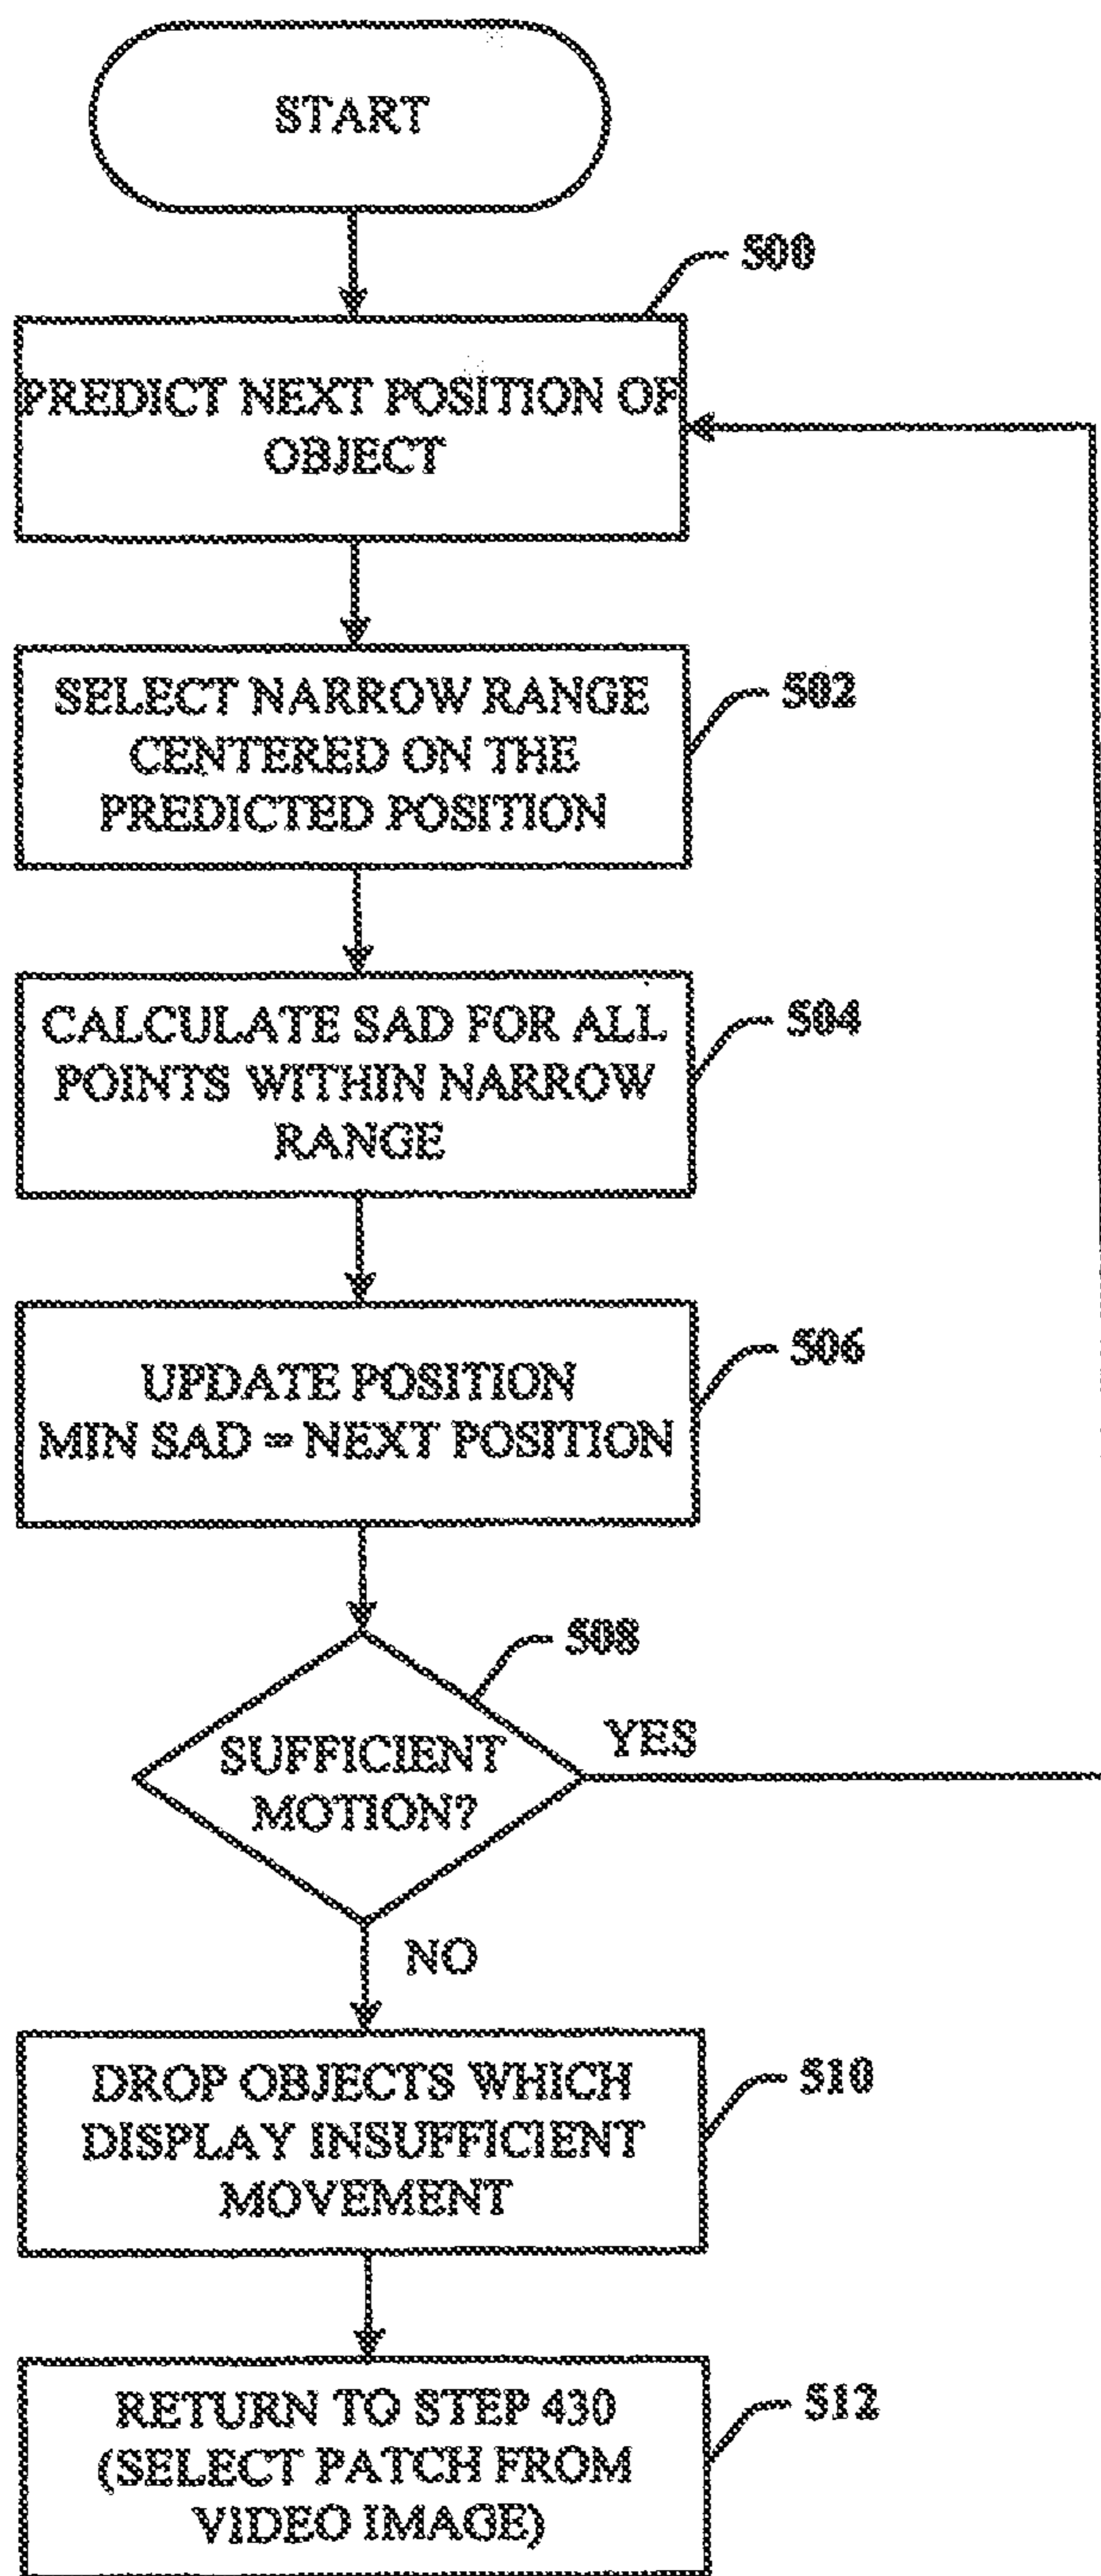 START
500
PREDICT NEXT POSITION OF
OBJECT
SELECT NARROW RANGE
CENTERED ON THE
PREDICTED POSITION
502
CALCULATE SAD FOR ALL
POINTS WITHIN NARROW
RANGE
504
UPDATE POSITION
MIN SAD = NEXT POSITION
506
508
SUFFICIENT
MOTION?
YES
NO
DROP OBJECTS WHICH
DISPLAY INSUFFICIENT
MOVEMENT
510
RETURN TO STEP 430
(SELECT PATCH FROM
VIDEO IMAGE)
512